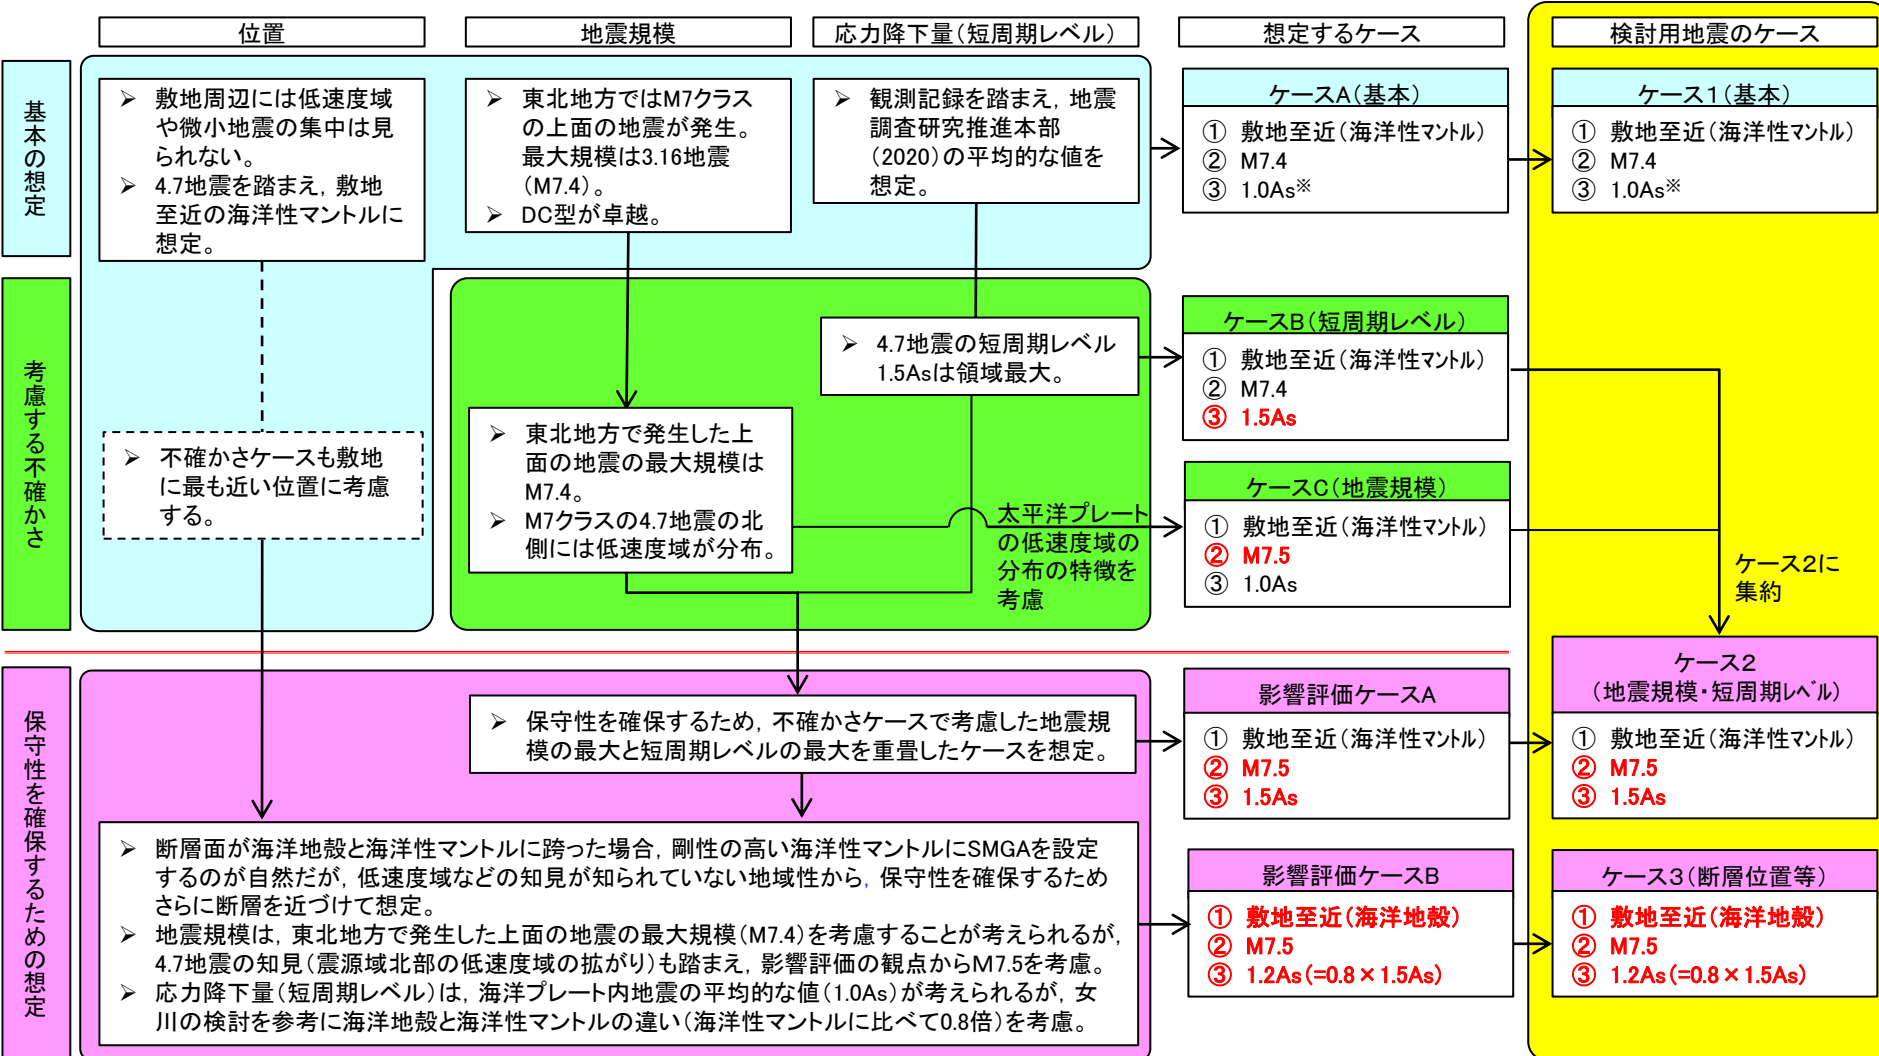 位置
地震規模
応力降下量(短周期レベル)
想定するケース
検討用地震のケース
基本の想定
➢ 敷地周辺には低速度域
や微小地震の集中は見
られない。
➢ 4.7地震を踏まえ, 敷地
至近の海洋性マントルに
想定。
➢ 東北地方ではM7クラス
の上面の地震が発生。
最大規模は3.16地震
(M7.4)。
➢ DC型が卓越。
➢ 観測記録を踏まえ, 地震
調査研究推進本部
(2020)の平均的な値を
想定。
ケースA(基本)
① 敷地至近(海洋性マントル)
② M7.4
③ 1.0As※
ケース1(基本)
① 敷地至近(海洋性マントル)
② M7.4
③ 1.0As※
考慮する不確かさ
➢ 不確かさケースも敷地
に最も近い位置に考慮
する。
➢ 東北地方で発生した上
面の地震の最大規模は
M7.4。
➢ M7クラスの4.7地震の北
側には低速度域が分布。
➢ 4.7地震の短周期レベル
1.5Asは領域最大。
太平洋プレート
の低速度域の
分布の特徴を
考慮
ケースB(短周期レベル)
① 敷地至近(海洋性マントル)
② M7.4
③ 1.5As
ケースC(地震規模)
① 敷地至近(海洋性マントル)
② M7.5
③ 1.0As
ケース2に
集約
保守性を確保するための想定
➢ 保守性を確保するため, 不確かさケースで考慮した地震規
模の最大と短周期レベルの最大を重畳したケースを想定。
➢ 断層面が海洋地殻と海洋性マントルに跨った場合, 剛性の高い海洋性マントルにSMGAを設定
するのが自然だが, 低速度域などの知見が知られていない地域性から, 保守性を確保するため
さらに断層を近づけて想定。
➢ 地震規模は, 東北地方で発生した上面の地震の最大規模(M7.4)を考慮することが考えられるが,
4.7地震の知見(震源域北部の低速度域の拡がり)も踏まえ, 影響評価の観点からM7.5を考慮。
➢ 応力降下量(短周期レベル)は, 海洋プレート内地震の平均的な値(1.0As)が考えられるが, 女
川の検討を参考に海洋地殻と海洋性マントルの違い(海洋性マントルに比べて0.8倍)を考慮。
影響評価ケースA
① 敷地至近(海洋性マントル)
② M7.5
③ 1.5As
ケース2
(地震規模・短周期レベル)
① 敷地至近(海洋性マントル)
② M7.5
③ 1.5As
影響評価ケースB
① 敷地至近(海洋地殻)
② M7.5
③ 1.2As(=0.8×1.5As)
ケース3(断層位置等)
① 敷地至近(海洋地殻)
② M7.5
③ 1.2As(=0.8×1.5As)